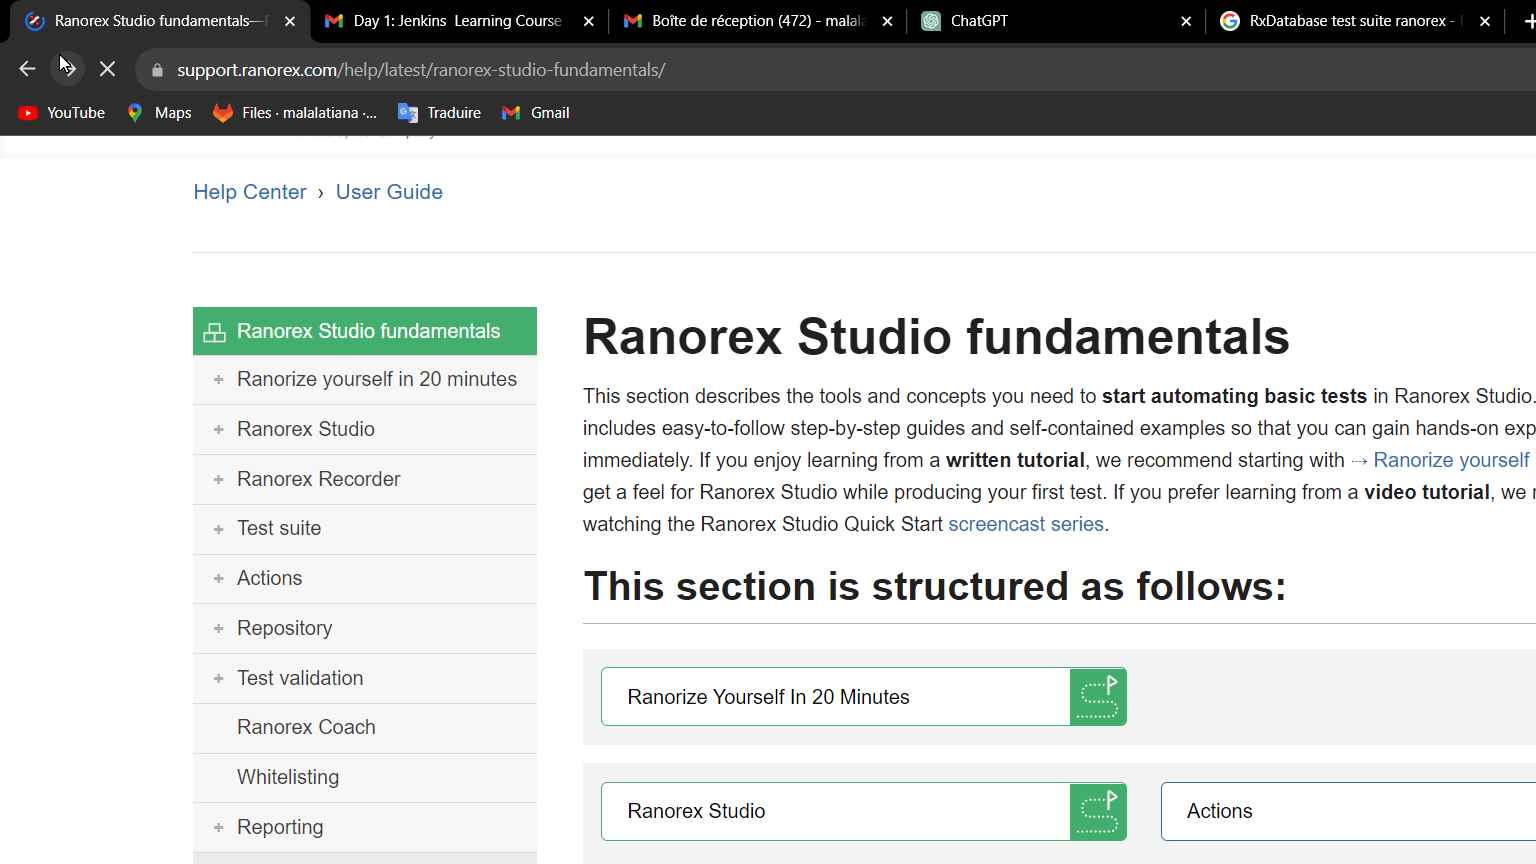 Ranorex Studio fundamentals—
Day 1: Jenkins Learning Course
Boîte de réception (472) - malal
ChatGPT
RxDatabase test suite ranorex -
support.ranorex.com/help/latest/ranorex-studio-fundamentals/
YouTube
Maps
Files · malalatiana ·...
Traduire
Gmail
Help Center › User Guide
Ranorex Studio fundamentals
Ranorize yourself in 20 minutes
Ranorex Studio
Ranorex Recorder
Test suite
Actions
Repository
Test validation
Ranorex Coach
Whitelisting
Reporting
Ranorex Studio fundamentals
This section describes the tools and concepts you need to start automating basic tests in Ranorex Studio.
includes easy-to-follow step-by-step guides and self-contained examples so that you can gain hands-on exp
immediately. If you enjoy learning from a written tutorial, we recommend starting with ⇢ Ranorize yourself
get a feel for Ranorex Studio while producing your first test. If you prefer learning from a video tutorial, we
watching the Ranorex Studio Quick Start screencast series.
This section is structured as follows:
Ranorize Yourself In 20 Minutes
Ranorex Studio
Actions